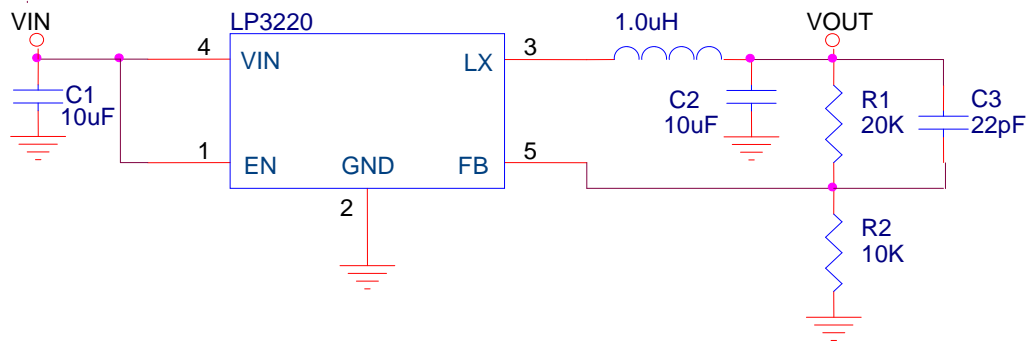 VIN
LP3220
1.0uH
VOUT
4
VIN
LX
3
C1
10uF
C2
10uF
R1
20K
C3
22pF
1
EN
GND
FB
5
2
R2
10K